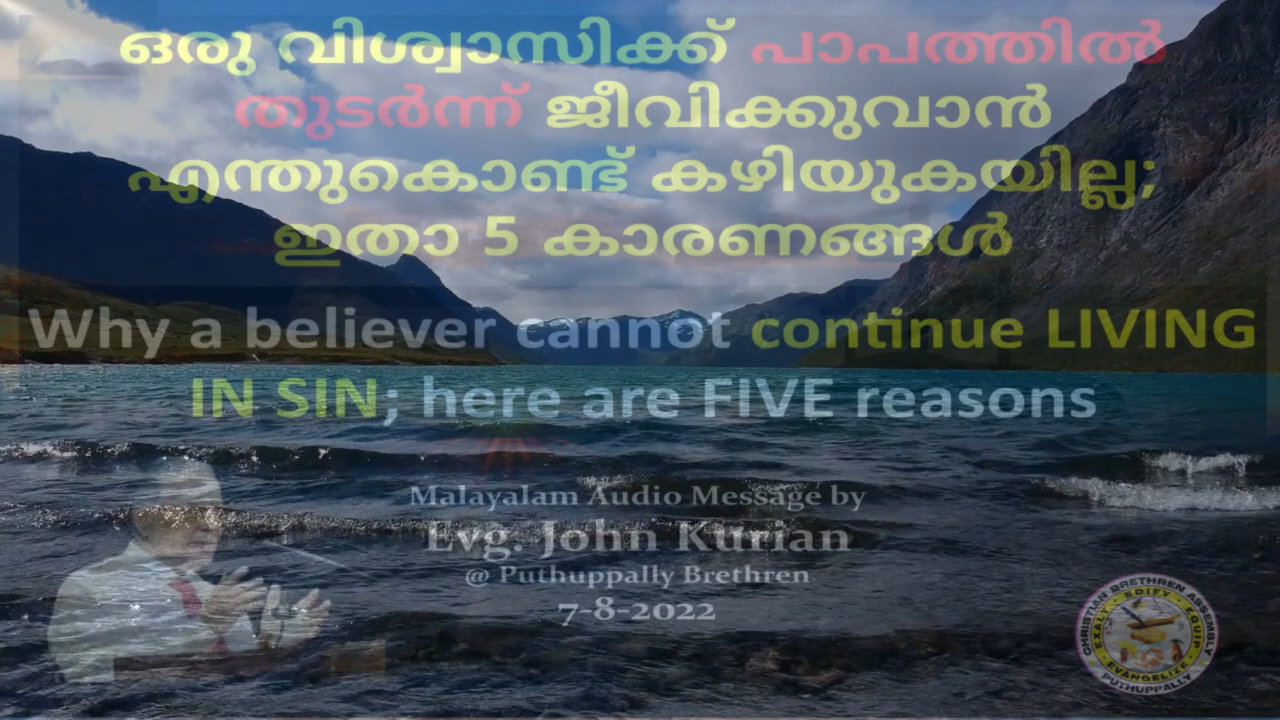 ഒരു വിശ്വാസിക്ക് പാപത്തിൽ
തുടർന്ന് ജീവിക്കുവാൻ
എന്തുകൊണ്ട് കഴിയുകയില്ല;
ഇതാ 5 കാരണങ്ങൾ
Why a believer cannot continue LIVING
IN SIN; here are FIVE reasons
Malayalam Audio Message by
Evg. John Kurian
@ Puthuppally Brethren
7-8-2022
CHRISTIAN BRETHREN ASSEMBLY
EXALT · EDIFY · EQUIP
· EVANGELIZE ·
PUTHUPPALLY